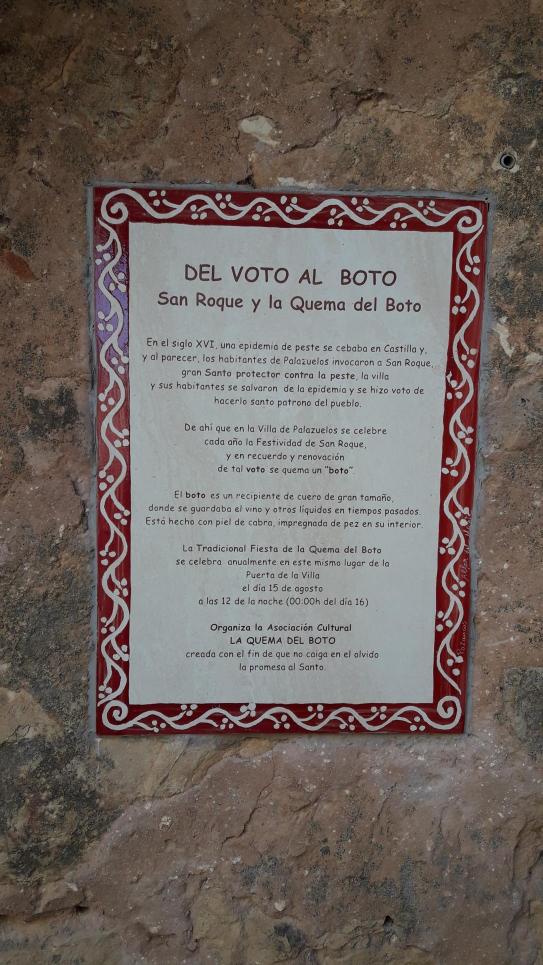 DEL VOTO AL BOTO
San Roque y la Quema del Boto
En el siglo XVI, una epidemia de peste se cebaba en Castilla y,
y al parecer, los habitantes de Palazuelos invocaron a San Roque,
gran Santo protector contra la peste, la villa
y sus habitantes se salvaron de la epidemia y se hizo voto de
hacerlo santo patrono del pueblo.
De ahí que en la Villa de Palazuelos se celebre
cada año la Festividad de San Roque,
y en recuerdo y renovación
de tal voto se quema un "boto".
El boto es un recipiente de cuero de gran tamaño,
donde se guardaba el vino y otros líquidos en tiempos pasados.
Está hecho con piel de cabra, impregnada de pez en su interior.
La Tradicional Fiesta de la Quema del Boto
se celebra anualmente en este mismo lugar de la
Puerta de la Villa
el día 15 de agosto
a las 12 de la noche (00:00h del día 16)
Organiza la Asociación Cultural
LA QUEMA DEL BOTO
creada con el fin de que no caiga en el olvido
la promesa al Santo.